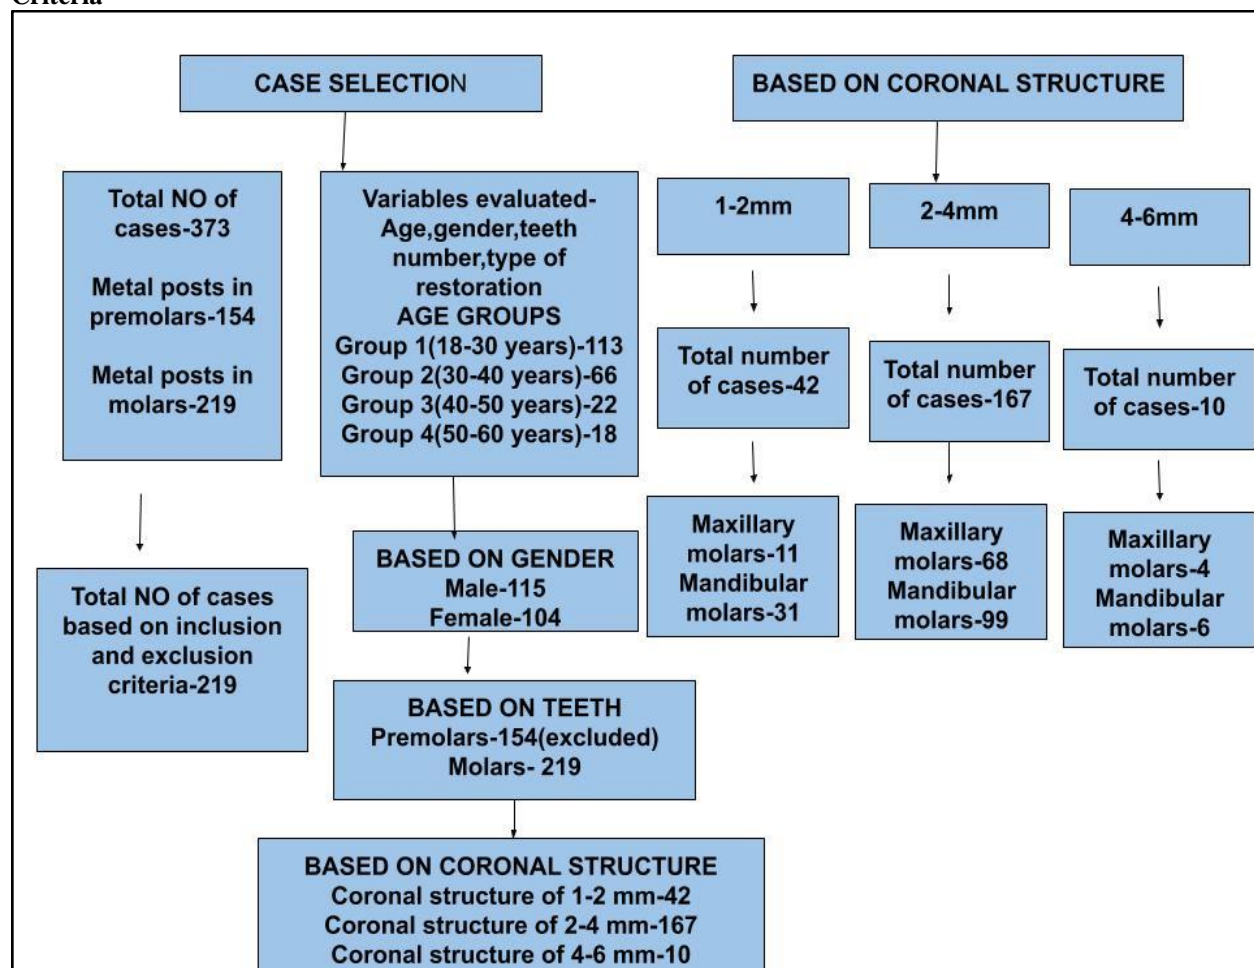 Criteria
CASE SELECTION
Total NO of
cases-373
Metal posts in
premolars-154
Metal posts in
molars-219
Total NO of cases
based on inclusion
and exclusion
criteria-219
Variables evaluated-
Age,gender,teeth
number,type of
restoration
AGE GROUPS
Group 1(18-30 years)-113
Group 2(30-40 years)-66
Group 3(40-50 years)-22
Group 4(50-60 years)-18
BASED ON GENDER
Male-115
Female-104
BASED ON TEETH
Premolars-154(excluded)
Molars- 219
BASED ON CORONAL STRUCTURE
Coronal structure of 1-2 mm-42
Coronal structure of 2-4 mm-167
Coronal structure of 4-6 mm-10
BASED ON CORONAL STRUCTURE
1-2mm
Total number
of cases-42
Maxillary
molars-11
Mandibular
molars-31
2-4mm
Total number
of cases-167
Maxillary
molars-68
Mandibular
molars-99
4-6mm
Total number
of cases-10
Maxillary
molars-4
Mandibular
molars-6